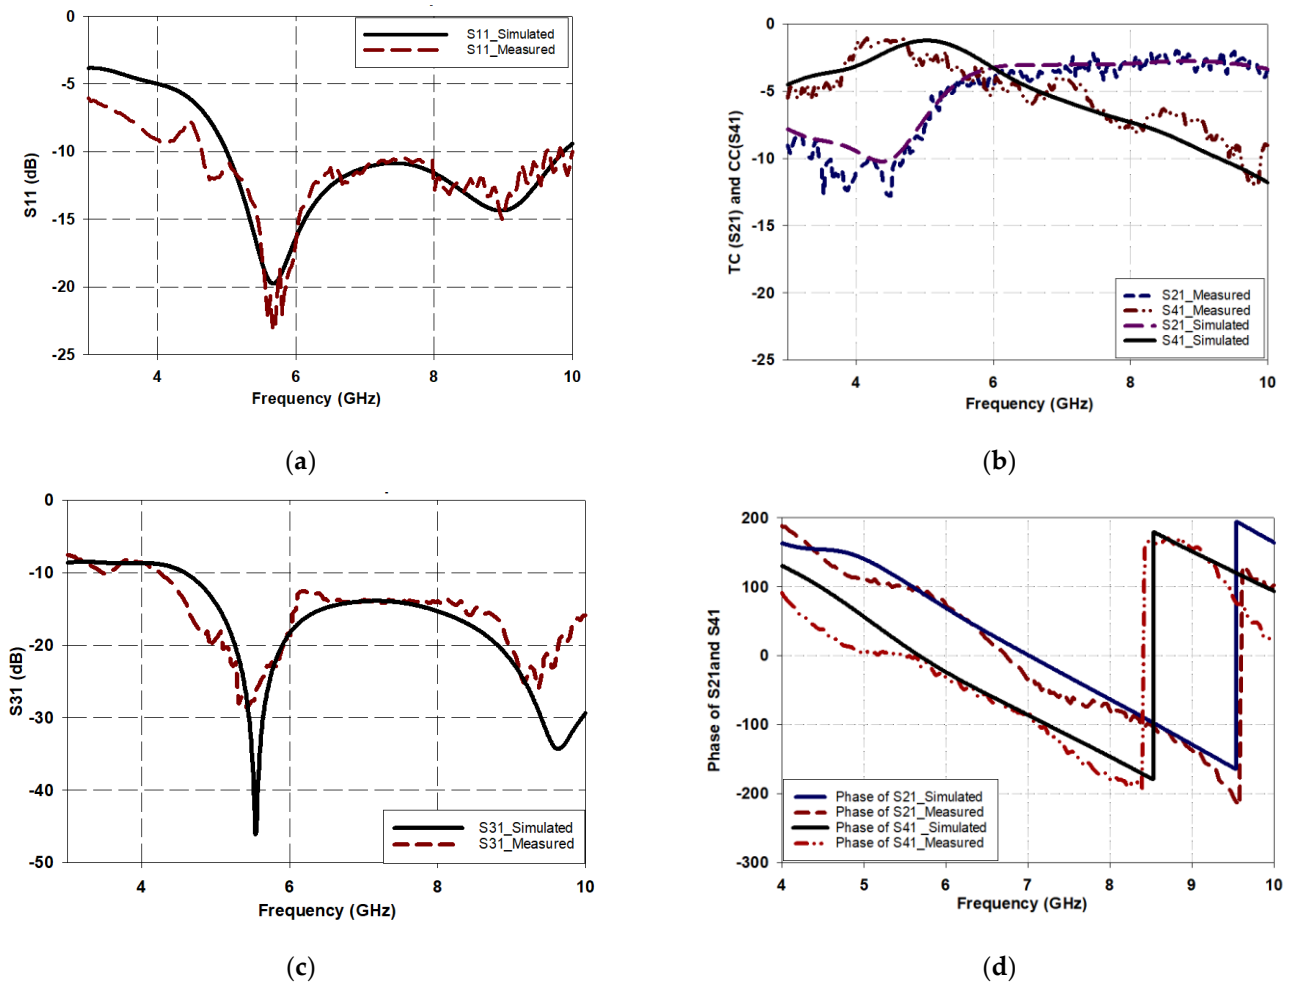 0
-5
-10
-15
-20
-25
S11 (dB)
S11_Simulated
S11_Measured
4 6 8 10
Frequency (GHz)
(a)
0
-5
-10
-15
-20
-25
TC (S21) and CC(S41)
S21_Measured
S41_Measured
S21_Simulated
S41_Simulated
4 6 8 10
Frequency (GHz)
(b)
0
-10
-20
-30
-40
-50
S31 (dB)
S31_Simulated
S31_Measured
4 6 8 10
Frequency (GHz)
(c)
200
100
0
-100
-200
-300
Phase of S21and S41
Phase of S21_Simulated
Phase of S21_Measured
Phase of S41 _Simulated
Phase of S41_Measured
4 5 6 7 8 9 10
Frequency (GHz)
(d)